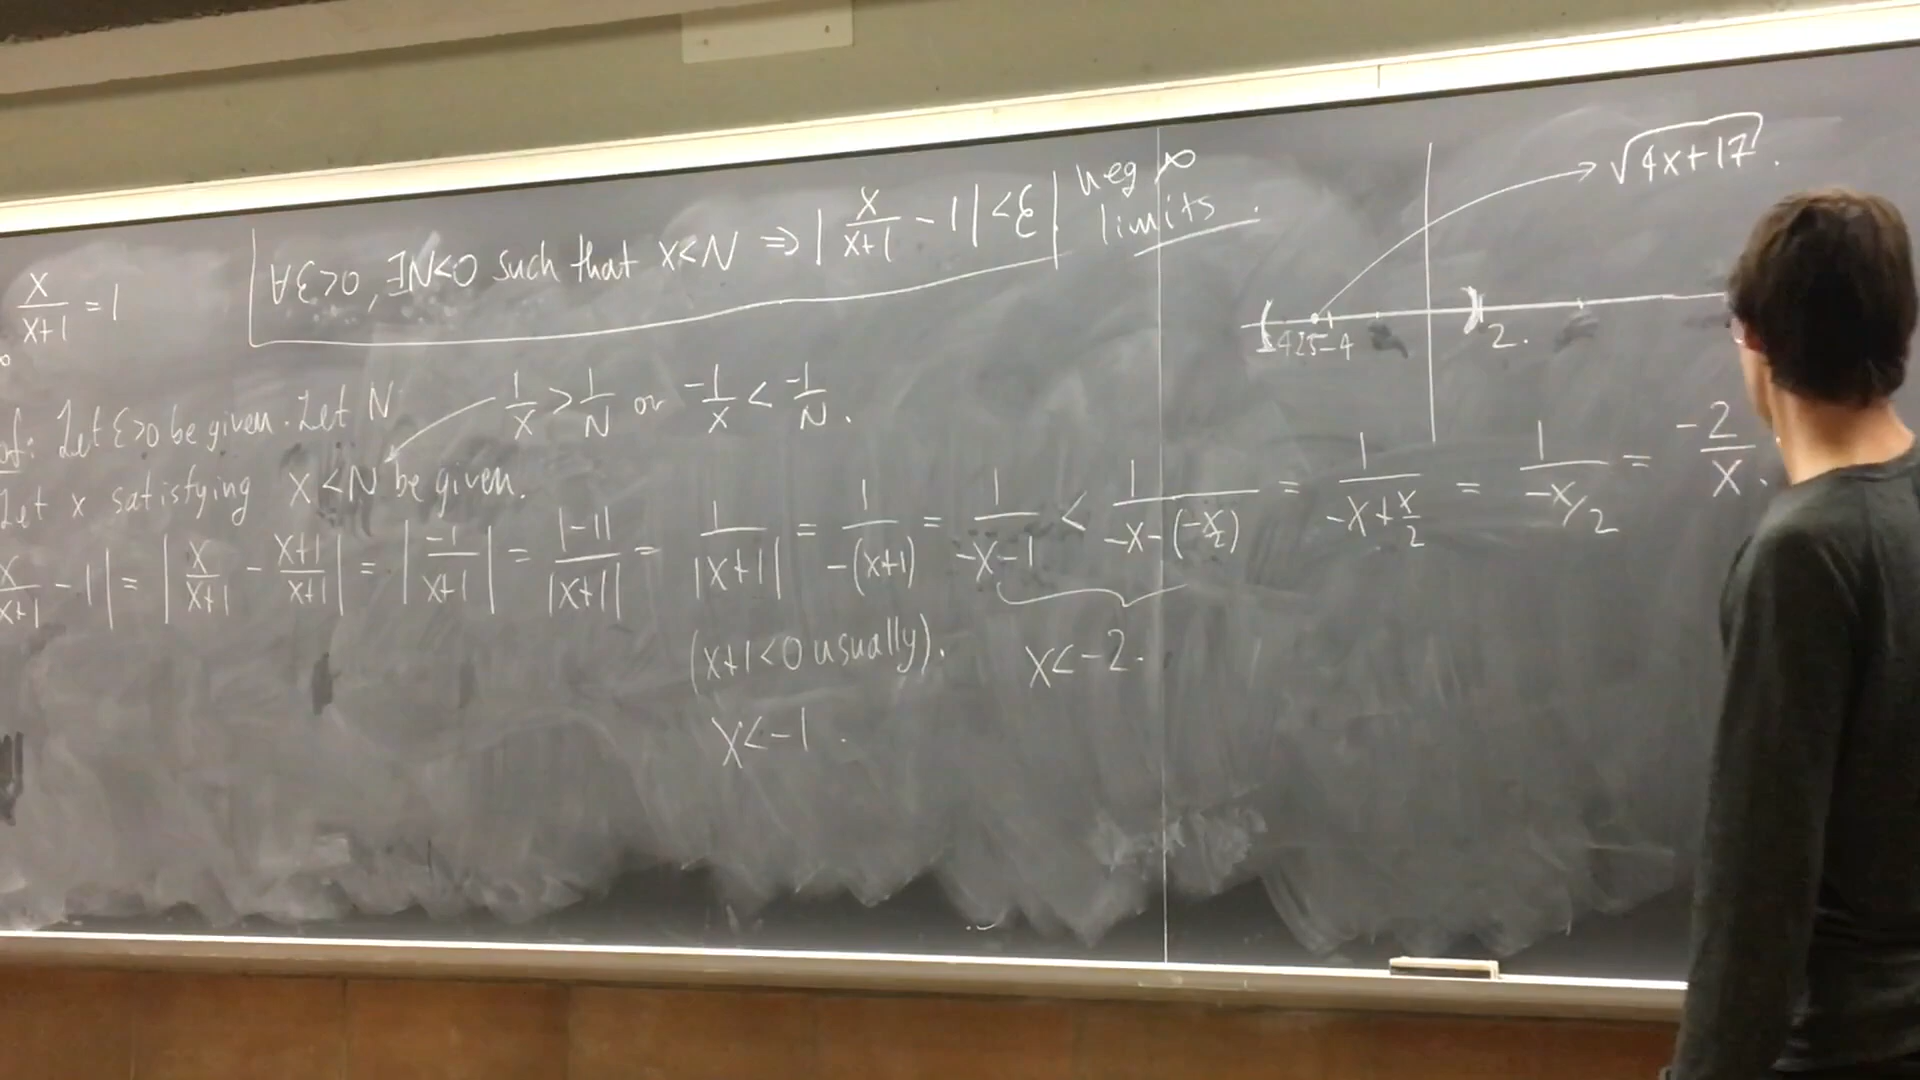 x/(x+1) = 1
∀ε>0, ∃N<0 such that x<N ⇒ |x/(x+1) - 1| <ε
neg ∞
limits.
√(4x+17).
-4.25 -4 2.
of: Let ε>0 be given. Let N
1/x > 1/N or -1/x < -1/N.
Let x satisfying x<N be given.
x/(x+1) - 1| = |x/(x+1) - (x+1)/(x+1)| = |-1/(x+1)| = |-1|/|x+1| = 1/|x+1| = 1/-(x+1) = 1/(-x-1) < 1/(-x-(-x/2)) = 1/(-x+x/2) = 1/(-x/2) = -2/x.
(x+1<0 usually). x<-2.
x<-1.